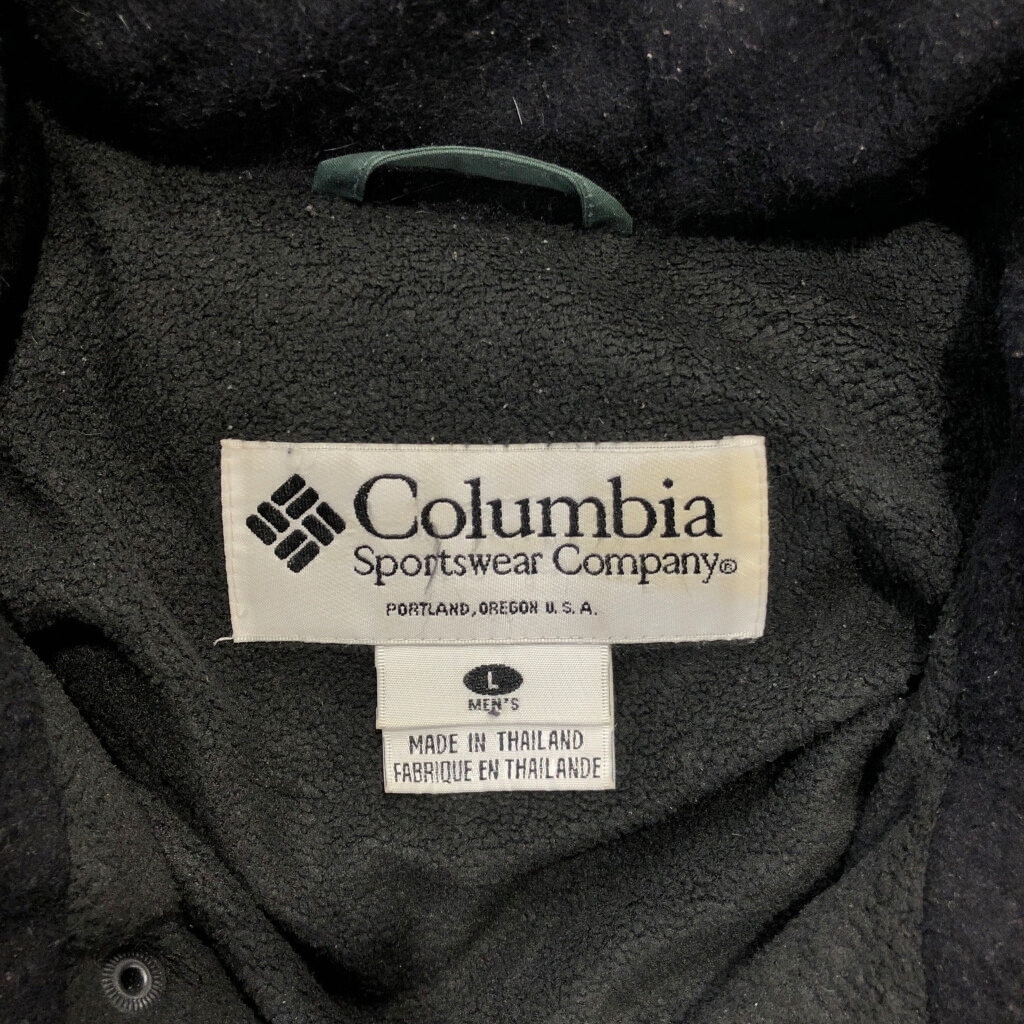 Columbia
Sportswear Company®
PORTLAND, OREGON U.S.A.
L
MEN'S
MADE IN THAILAND
FABRIQUE EN THAILANDE